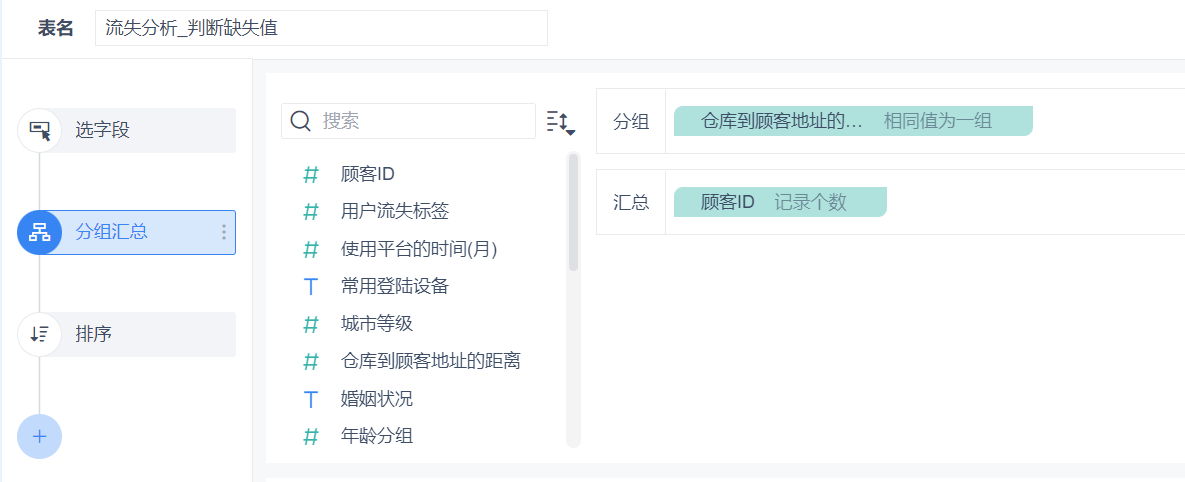 表名
流失分析_判断缺失值
选字段
分组汇总
排序
搜索
顾客ID
用户流失标签
使用平台的时间(月)
常用登陆设备
城市等级
仓库到顾客地址的距离
婚姻状况
年龄分组
分组
仓库到顾客地址的... 相同值为一组
汇总
顾客ID 记录个数